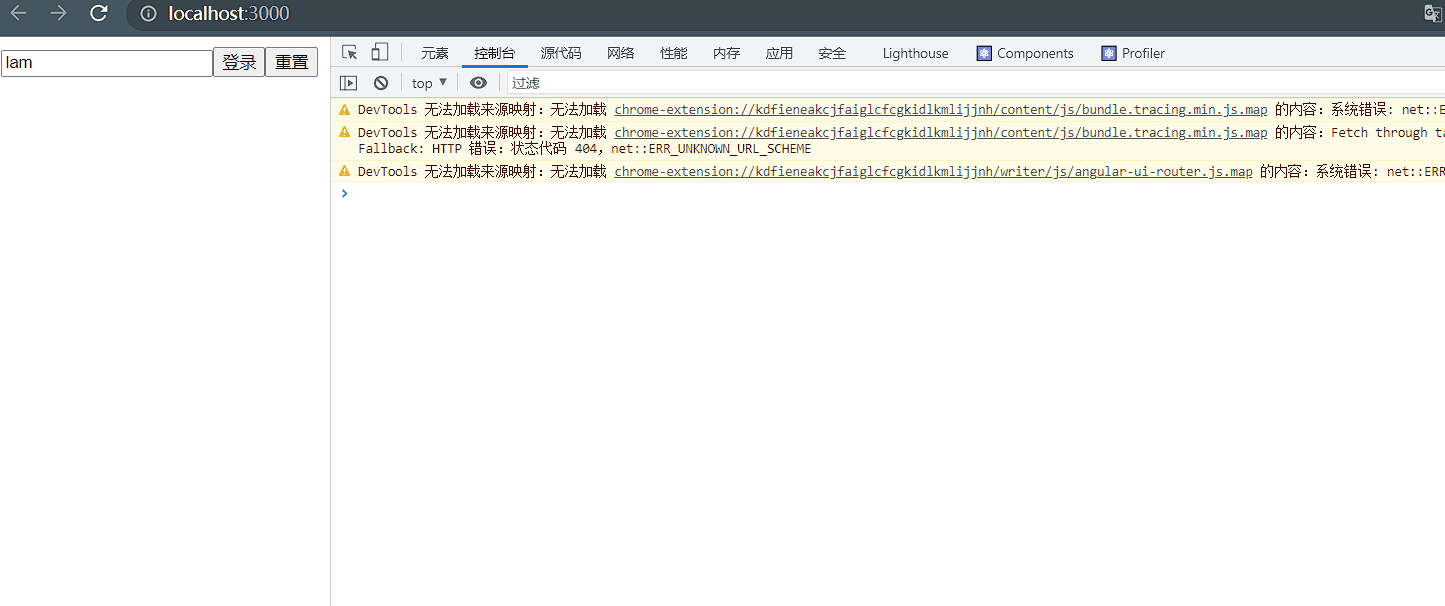 localhost:3000
lam 登录 重置
元素 控制台 源代码 网络 性能 内存 应用 安全 Lighthouse Components Profiler
top 过滤
DevTools 无法加载来源映射：无法加载 chrome-extension://kdfieneakcjfaiglcfcgkidlkmlijjnh/content/js/bundle.tracing.min.js.map 的内容：系统错误: net::E
DevTools 无法加载来源映射：无法加载 chrome-extension://kdfieneakcjfaiglcfcgkidlkmlijjnh/content/js/bundle.tracing.min.js.map 的内容：Fetch through ta
Fallback: HTTP 错误：状态代码 404，net::ERR_UNKNOWN_URL_SCHEME
DevTools 无法加载来源映射：无法加载 chrome-extension://kdfieneakcjfaiglcfcgkidlkmlijjnh/writer/js/angular-ui-router.js.map 的内容：系统错误: net::ERR